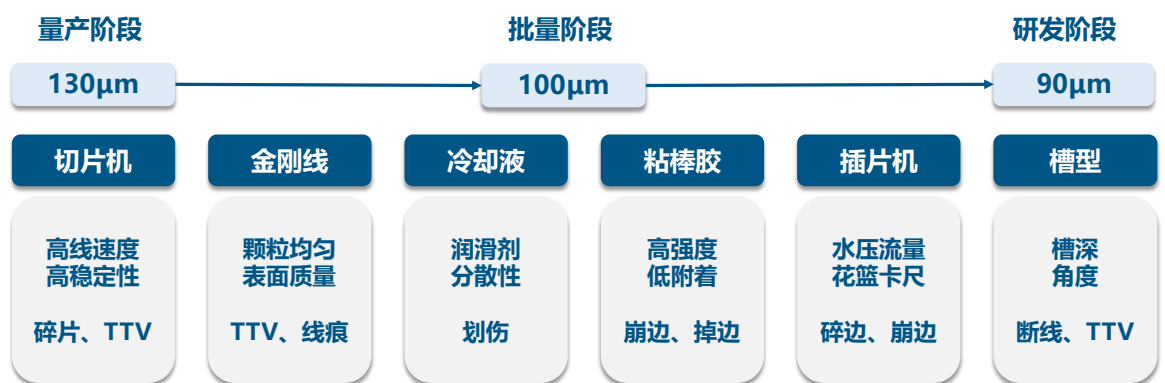 量产阶段 批量阶段 研发阶段
130μm 100μm 90μm
切片机 金刚线 冷却液 粘棒胶 插片机 槽型
高线速度 颗粒均匀 润滑剂 高强度 水压流量 槽深
高稳定性 表面质量 分散性 低附着 花篮卡尺 角度
碎片、TTV TTV、线痕 划伤 崩边、掉边 碎边、崩边 断线、TTV